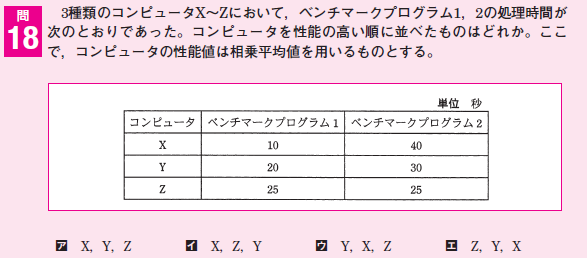 問
18
3種類のコンピュータX～Zにおいて，ベンチマークプログラム1，2の処理時間が
次のとおりであった。コンピュータを性能の高い順に並べたものはどれか。ここ
で，コンピュータの性能値は相乗平均値を用いるものとする。
単位　秒
コンピュータ ベンチマークプログラム1 ベンチマークプログラム2
X 10 40
Y 20 30
Z 25 25
ア X，Y，Z イ X，Z，Y ウ Y，X，Z エ Z，Y，X